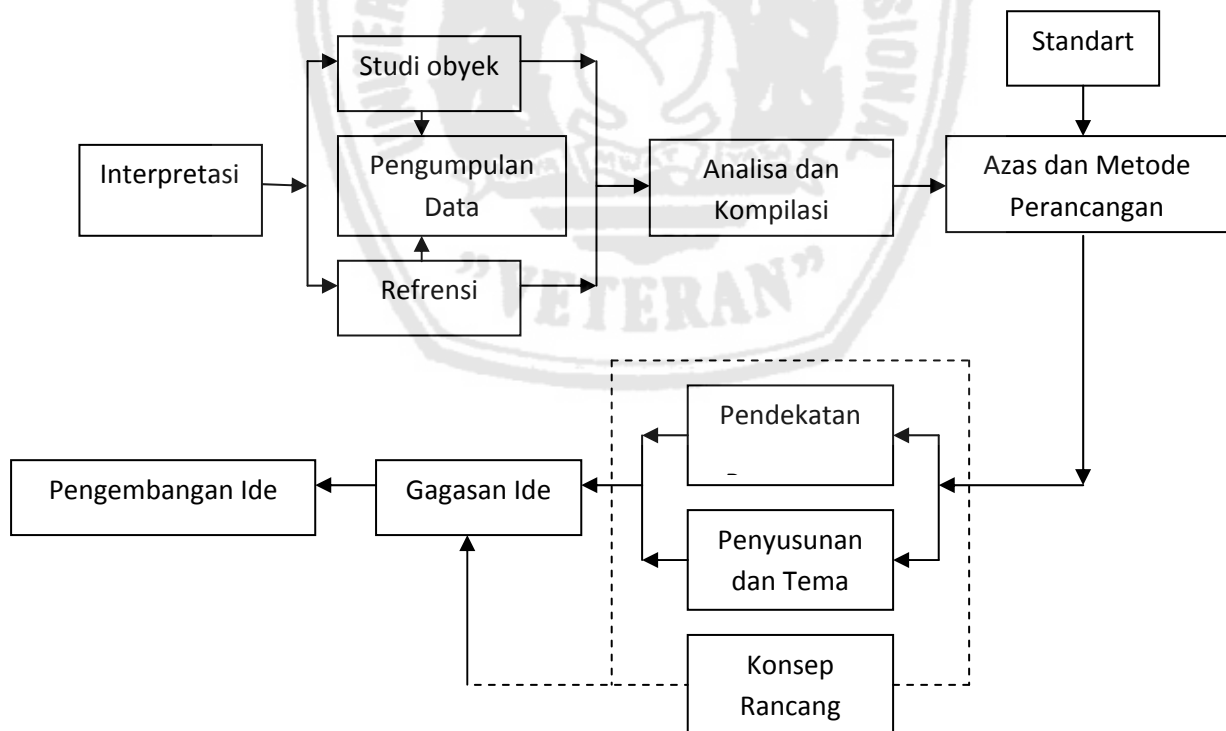 Standart
Studi obyek
Interpretasi
Pengumpulan
Data
Analisa dan
Kompilasi
Azas dan Metode
Perancangan
Refrensi
"VETERAN"
Pendekatan
Pengembangan Ide
Gagasan Ide
Penyusunan
dan Tema
Konsep
Rancang